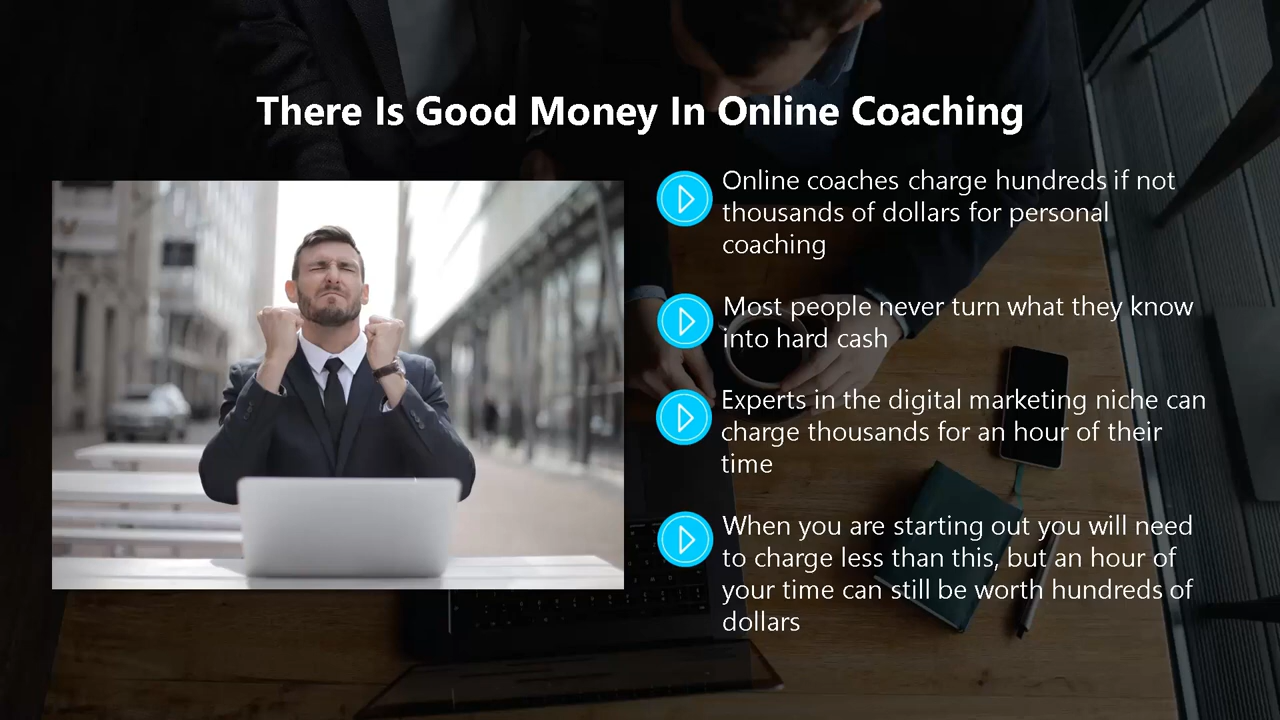 There Is Good Money In Online Coaching
Online coaches charge hundreds if not
thousands of dollars for personal
coaching
Most people never turn what they know
into hard cash
Experts in the digital marketing niche can
charge thousands for an hour of their
time
When you are starting out you will need
to charge less than this, but an hour of
your time can still be worth hundreds of
dollars